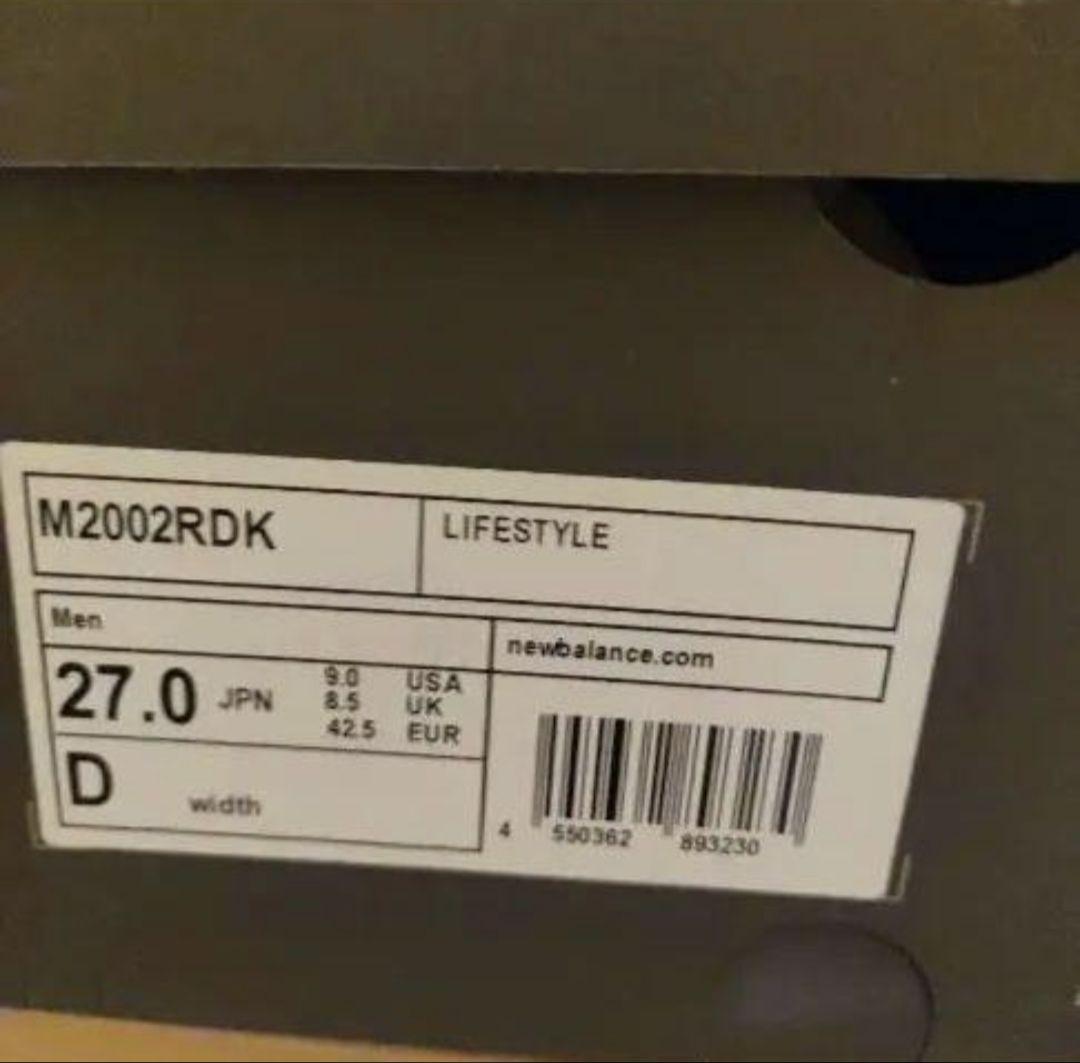 M2002RDK
LIFESTYLE
Men
newbalance.com
27.0 JPN
9.0 USA
8.5 UK
42.5 EUR
D width
4 550362 893230